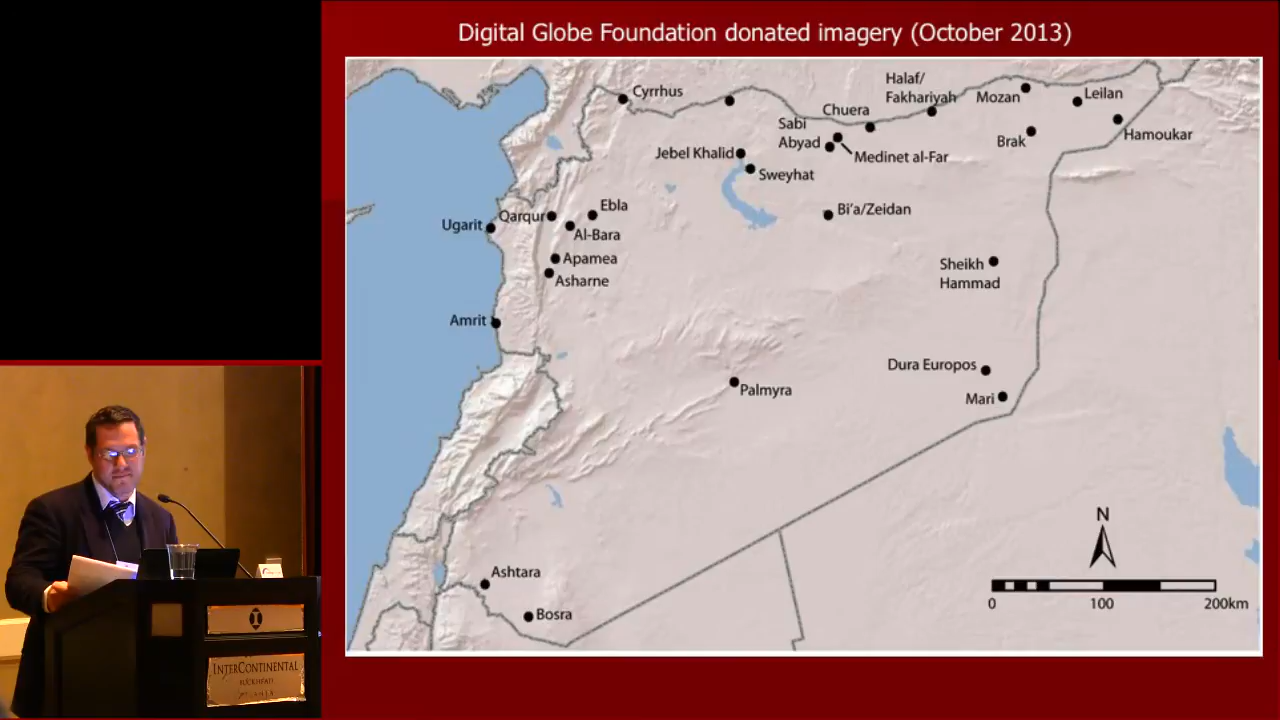 Digital Globe Foundation donated imagery (October 2013)
Cyrrhus
Halaf/
Fakhariyah
Mozan
Leilan
Chuera
Sabi
Abyad
Brak
Hamoukar
Jebel Khalid
Medinet al-Far
Sweyhat
Ugarit
Qarqur
Ebla
Al-Bara
Bi'a/Zeidan
Apamea
Asharne
Sheikh
Hammad
Amrit
Dura Europos
Palmyra
Mari
N
0 100 200km
Ashtara
Bosra
INTERCONTINENTAL
BUCKHEAD